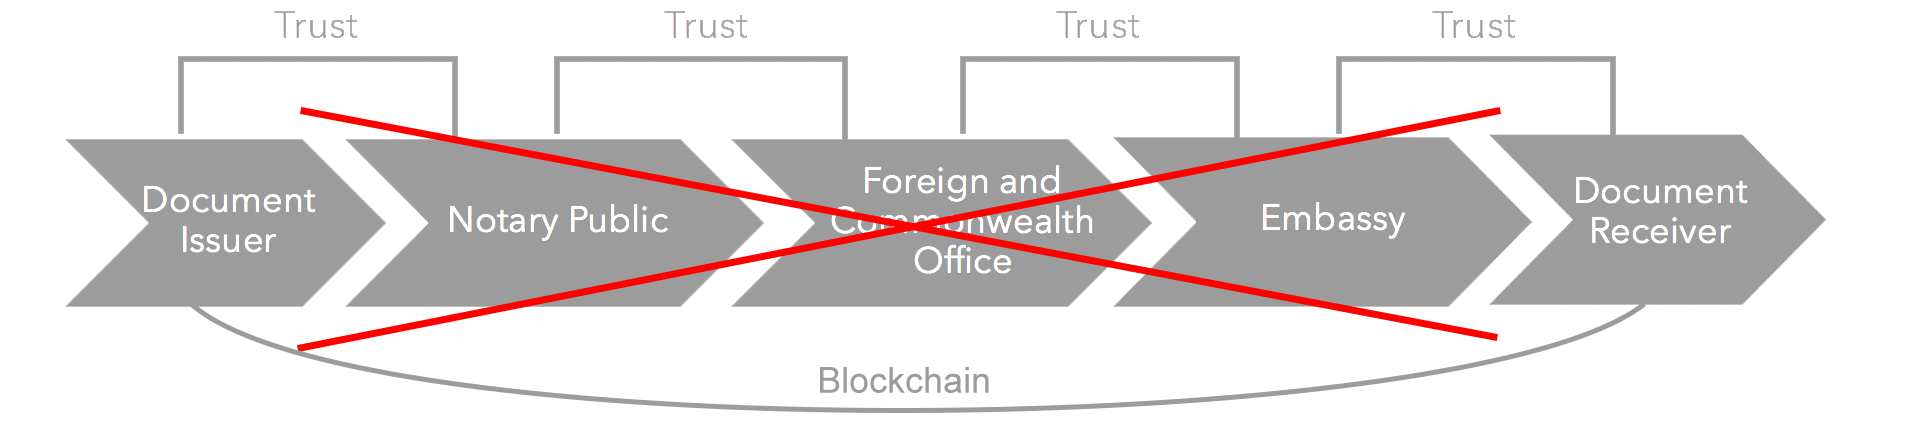 Trust
Trust
Trust
Trust
Document
Issuer
Notary Public
Foreign and
Commonwealth
Office
Embassy
Document
Receiver
Blockchain